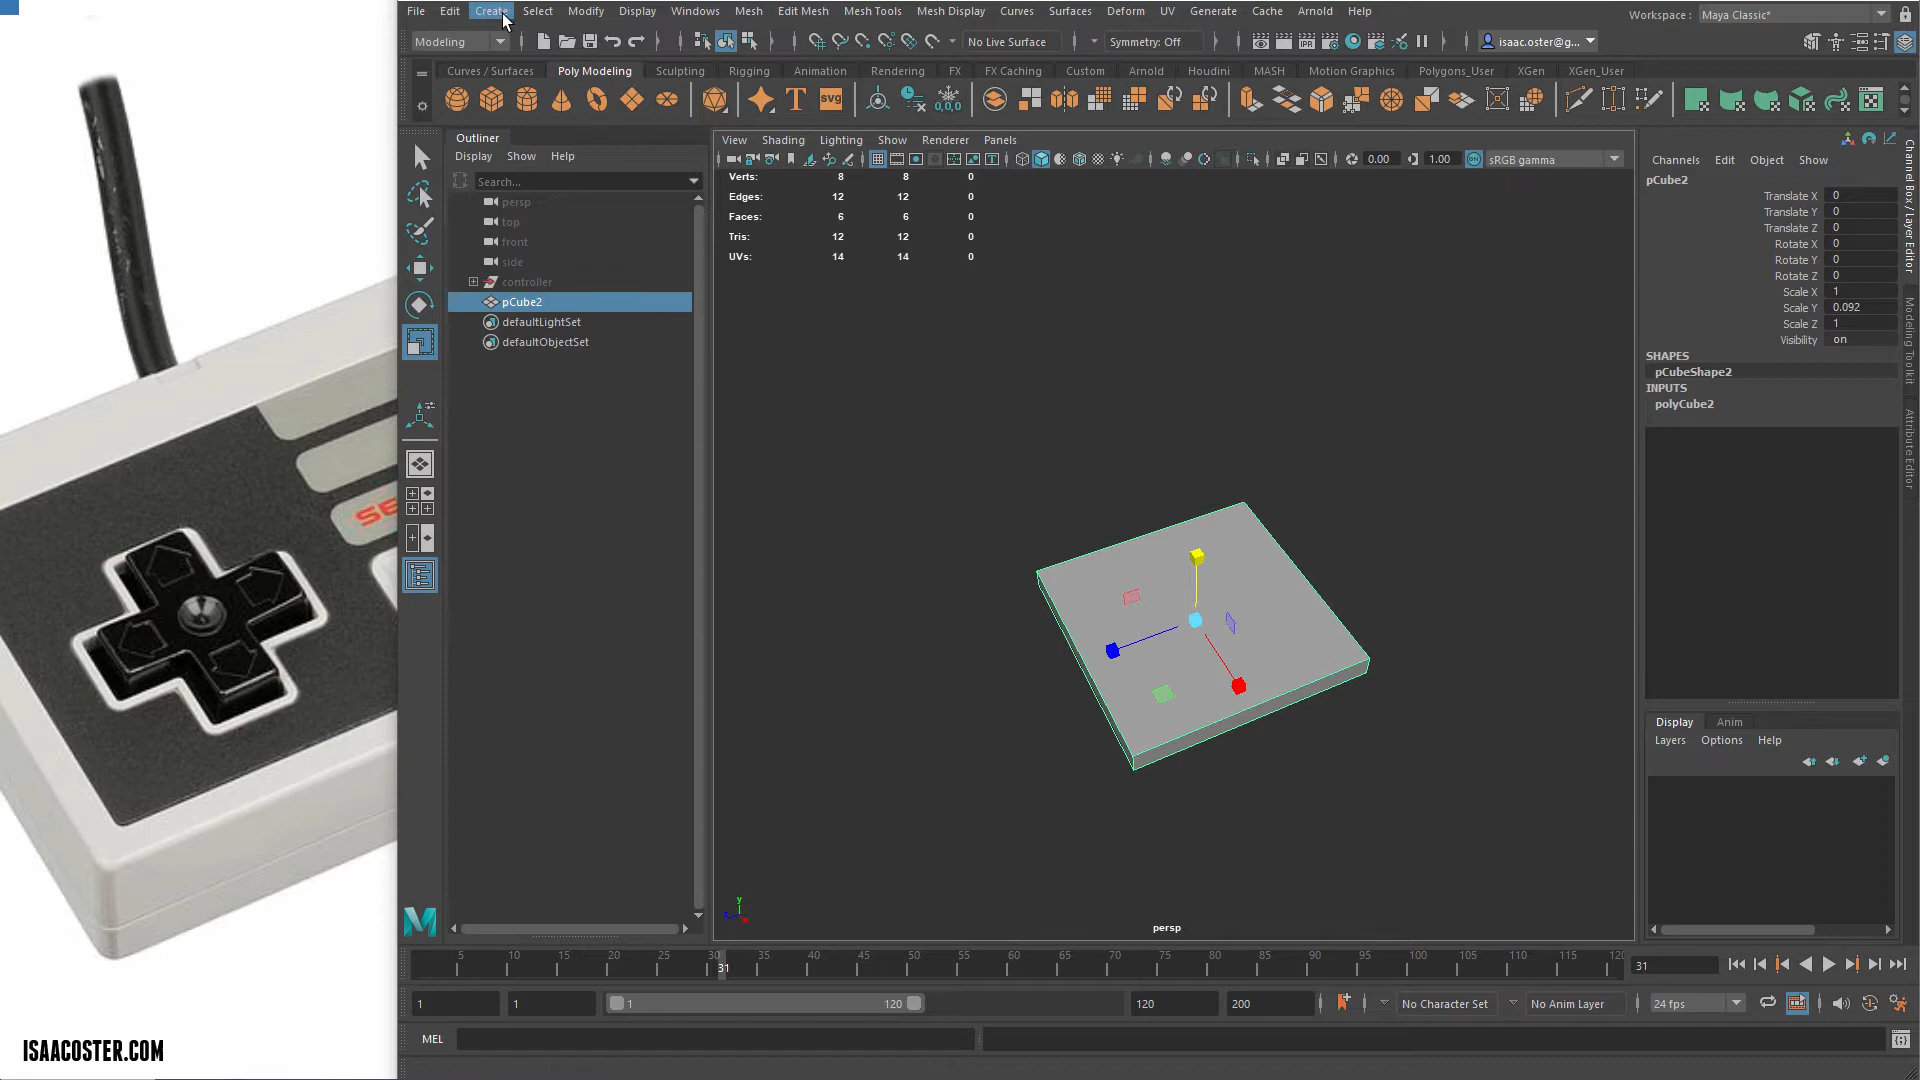 File Edit Create Select Modify Display Windows Mesh Edit Mesh Mesh Tools Mesh Display Curves Surfaces Deform UV Generate Cache Arnold Help Workspace : Maya Classic*
Modeling No Live Surface Symmetry: Off isaac.oster@g...
Curves / Surfaces Poly Modeling Sculpting Rigging Animation Rendering FX FX Caching Custom Arnold Houdini MASH Motion Graphics Polygons_User XGen XGen_User
T SVG 0,0,0
Outliner
Display Show Help
Search...
persp
top
front
side
controller
pCube2
defaultLightSet
defaultObjectSet
View Shading Lighting Show Renderer Panels
0.00 1.00 sRGB gamma
Verts: 8 8 0
Edges: 12 12 0
Faces: 6 6 0
Tris: 12 12 0
UVs: 14 14 0
persp
Channels Edit Object Show
pCube2
Translate X 0
Translate Y 0
Translate Z 0
Rotate X 0
Rotate Y 0
Rotate Z 0
Scale X 1
Scale Y 0.092
Scale Z 1
Visibility on
SHAPES
pCubeShape2
INPUTS
polyCube2
Channel Box / Layer Editor
Modeling Toolkit
Attribute Editor
Display Anim
Layers Options Help
SE
5 10 15 20 25 30 35 40 45 50 55 60 65 70 75 80 85 90 95 100 105 110 115 120
31 31
1 1 1 120 120 200 No Character Set No Anim Layer 24 fps
MEL
ISAACOSTER.COM